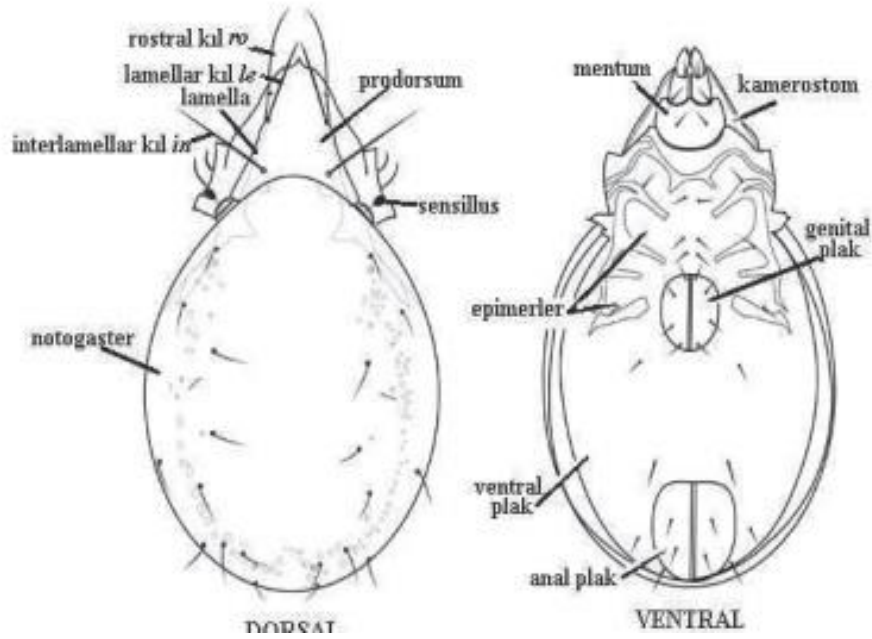 rostral kıl ro
lamellar kıl le
lamella
prodorsum
interlamellar kıl in
sensillus
notogaster
DORSAL
mentum
kamerostom
genital
plak
epimerler
ventral
plak
anal plak
VENTRAL